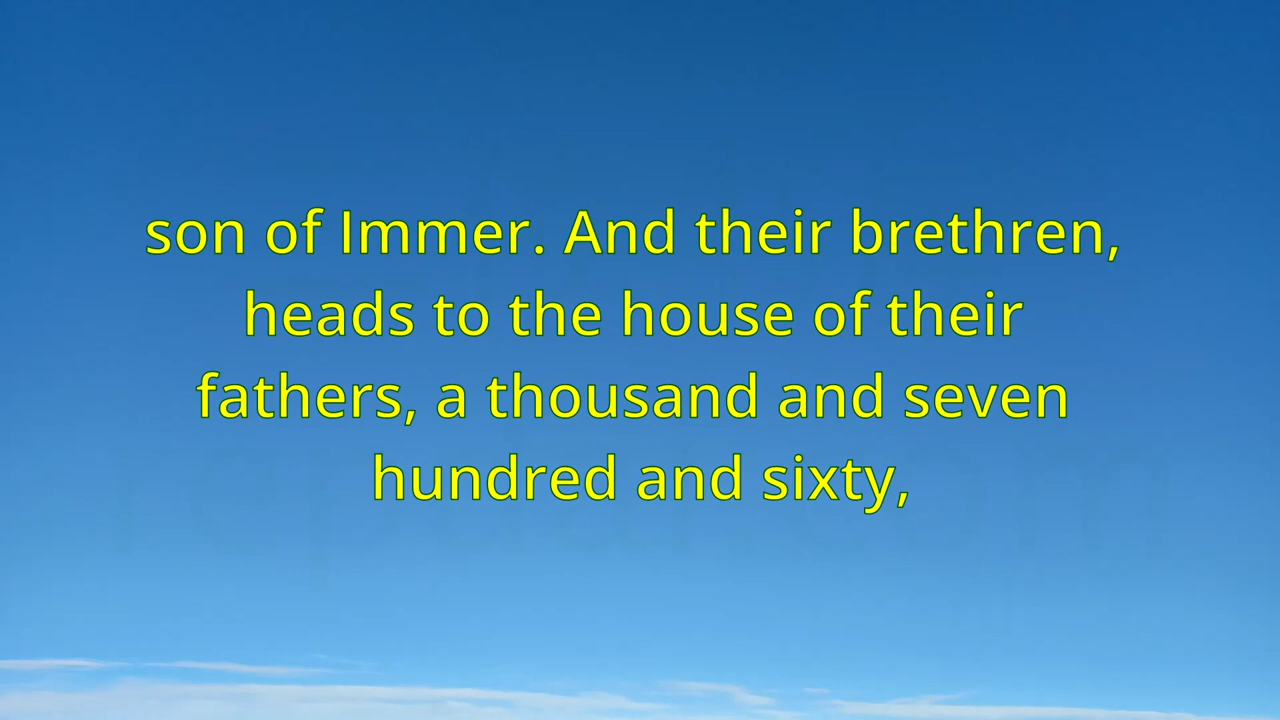 son of Immer. And their brethren,
heads to the house of their
fathers, a thousand and seven
hundred and sixty,